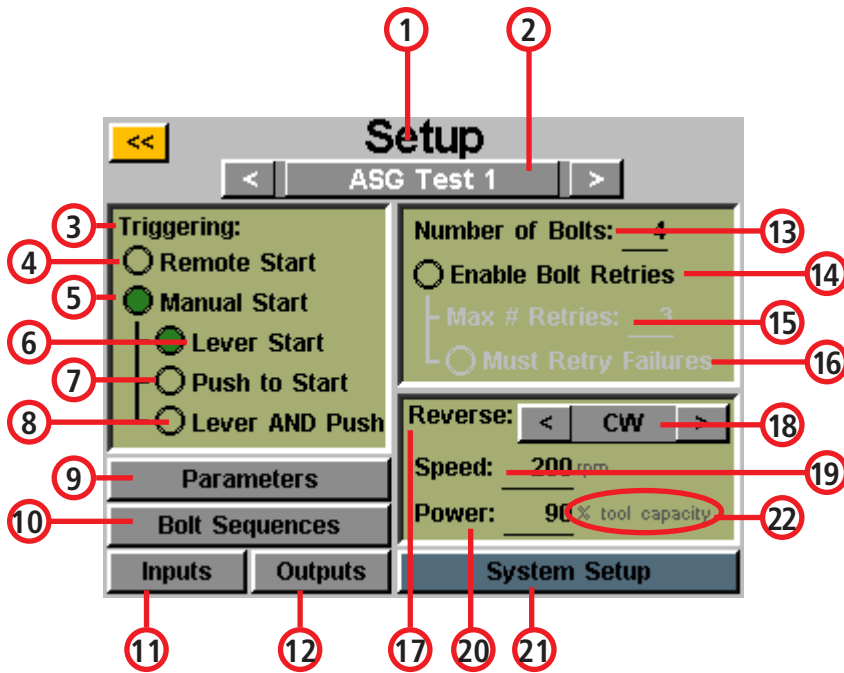 1 2
<< Setup
< ASG Test 1 >
3 Triggering:
4 Remote Start
5 Manual Start
6 Lever Start
7 Push to Start
8 Lever AND Push
9 Parameters
10 Bolt Sequences
Inputs Outputs
11 12
Number of Bolts: 4 13
Enable Bolt Retries 14
Max # Retries: 3 15
Must Retry Failures 16
Reverse: < CW > 18
Speed: 200 rpm 19
Power: 90 % tool capacity 22
System Setup
17 20 21